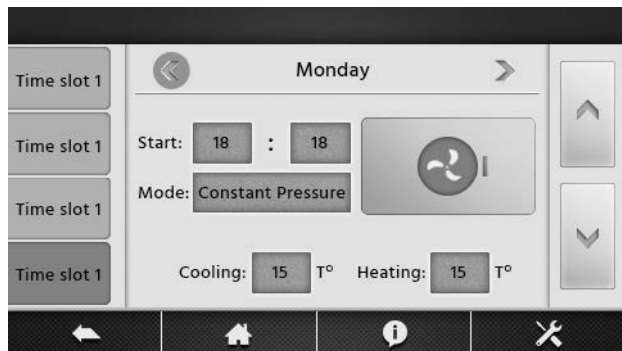 Monday
Time slot 1
Time slot 1
Time slot 1
Time slot 1
Start: 18 : 18
Mode: Constant Pressure
Cooling: 15 T° Heating: 15 T°